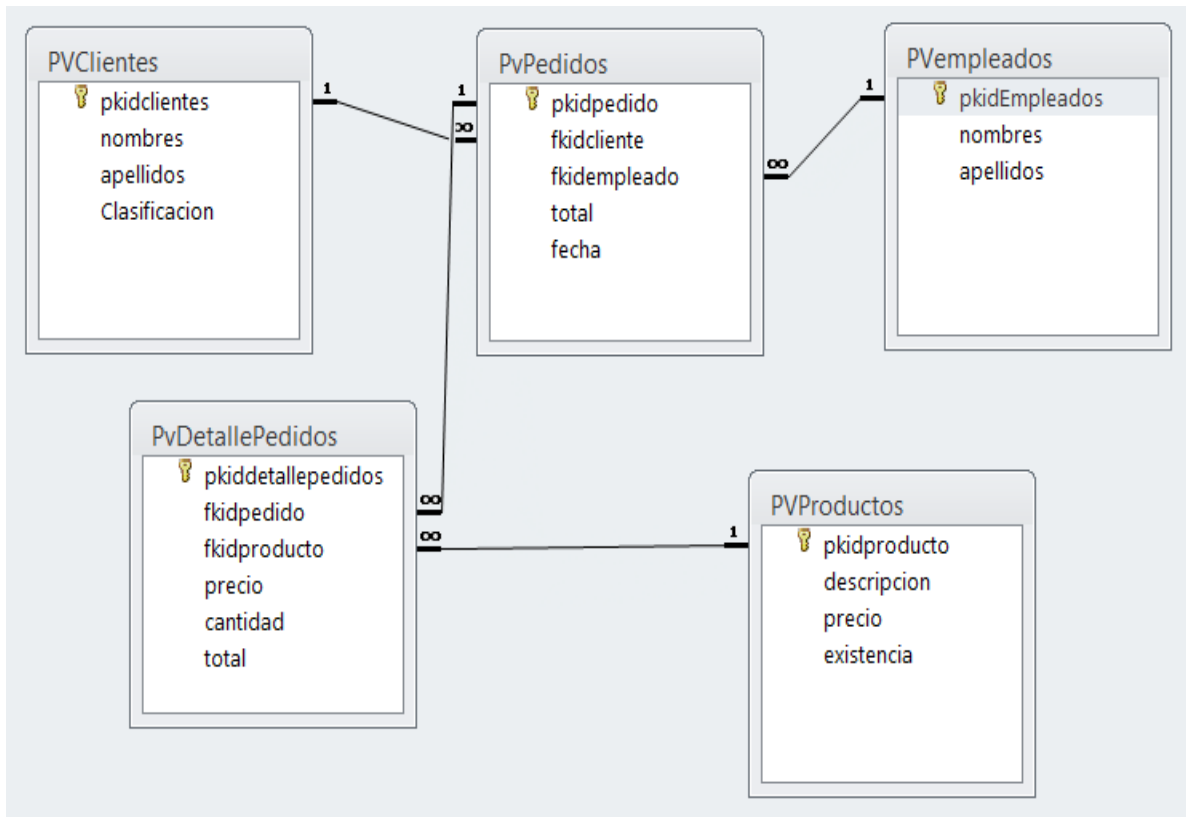 PVClientes
pkidclientes
nombres
apellidos
Clasificacion
1
∞
PvPedidos
pkidpedido
fkidcliente
fkidempleado
total
fecha
1
∞
PVempleados
pkidEmpleados
nombres
apellidos
1
PvDetallePedidos
pkiddetallepedidos
fkidpedido
fkidproducto
precio
cantidad
total
∞
∞
1
PVProductos
pkidproducto
descripcion
precio
existencia